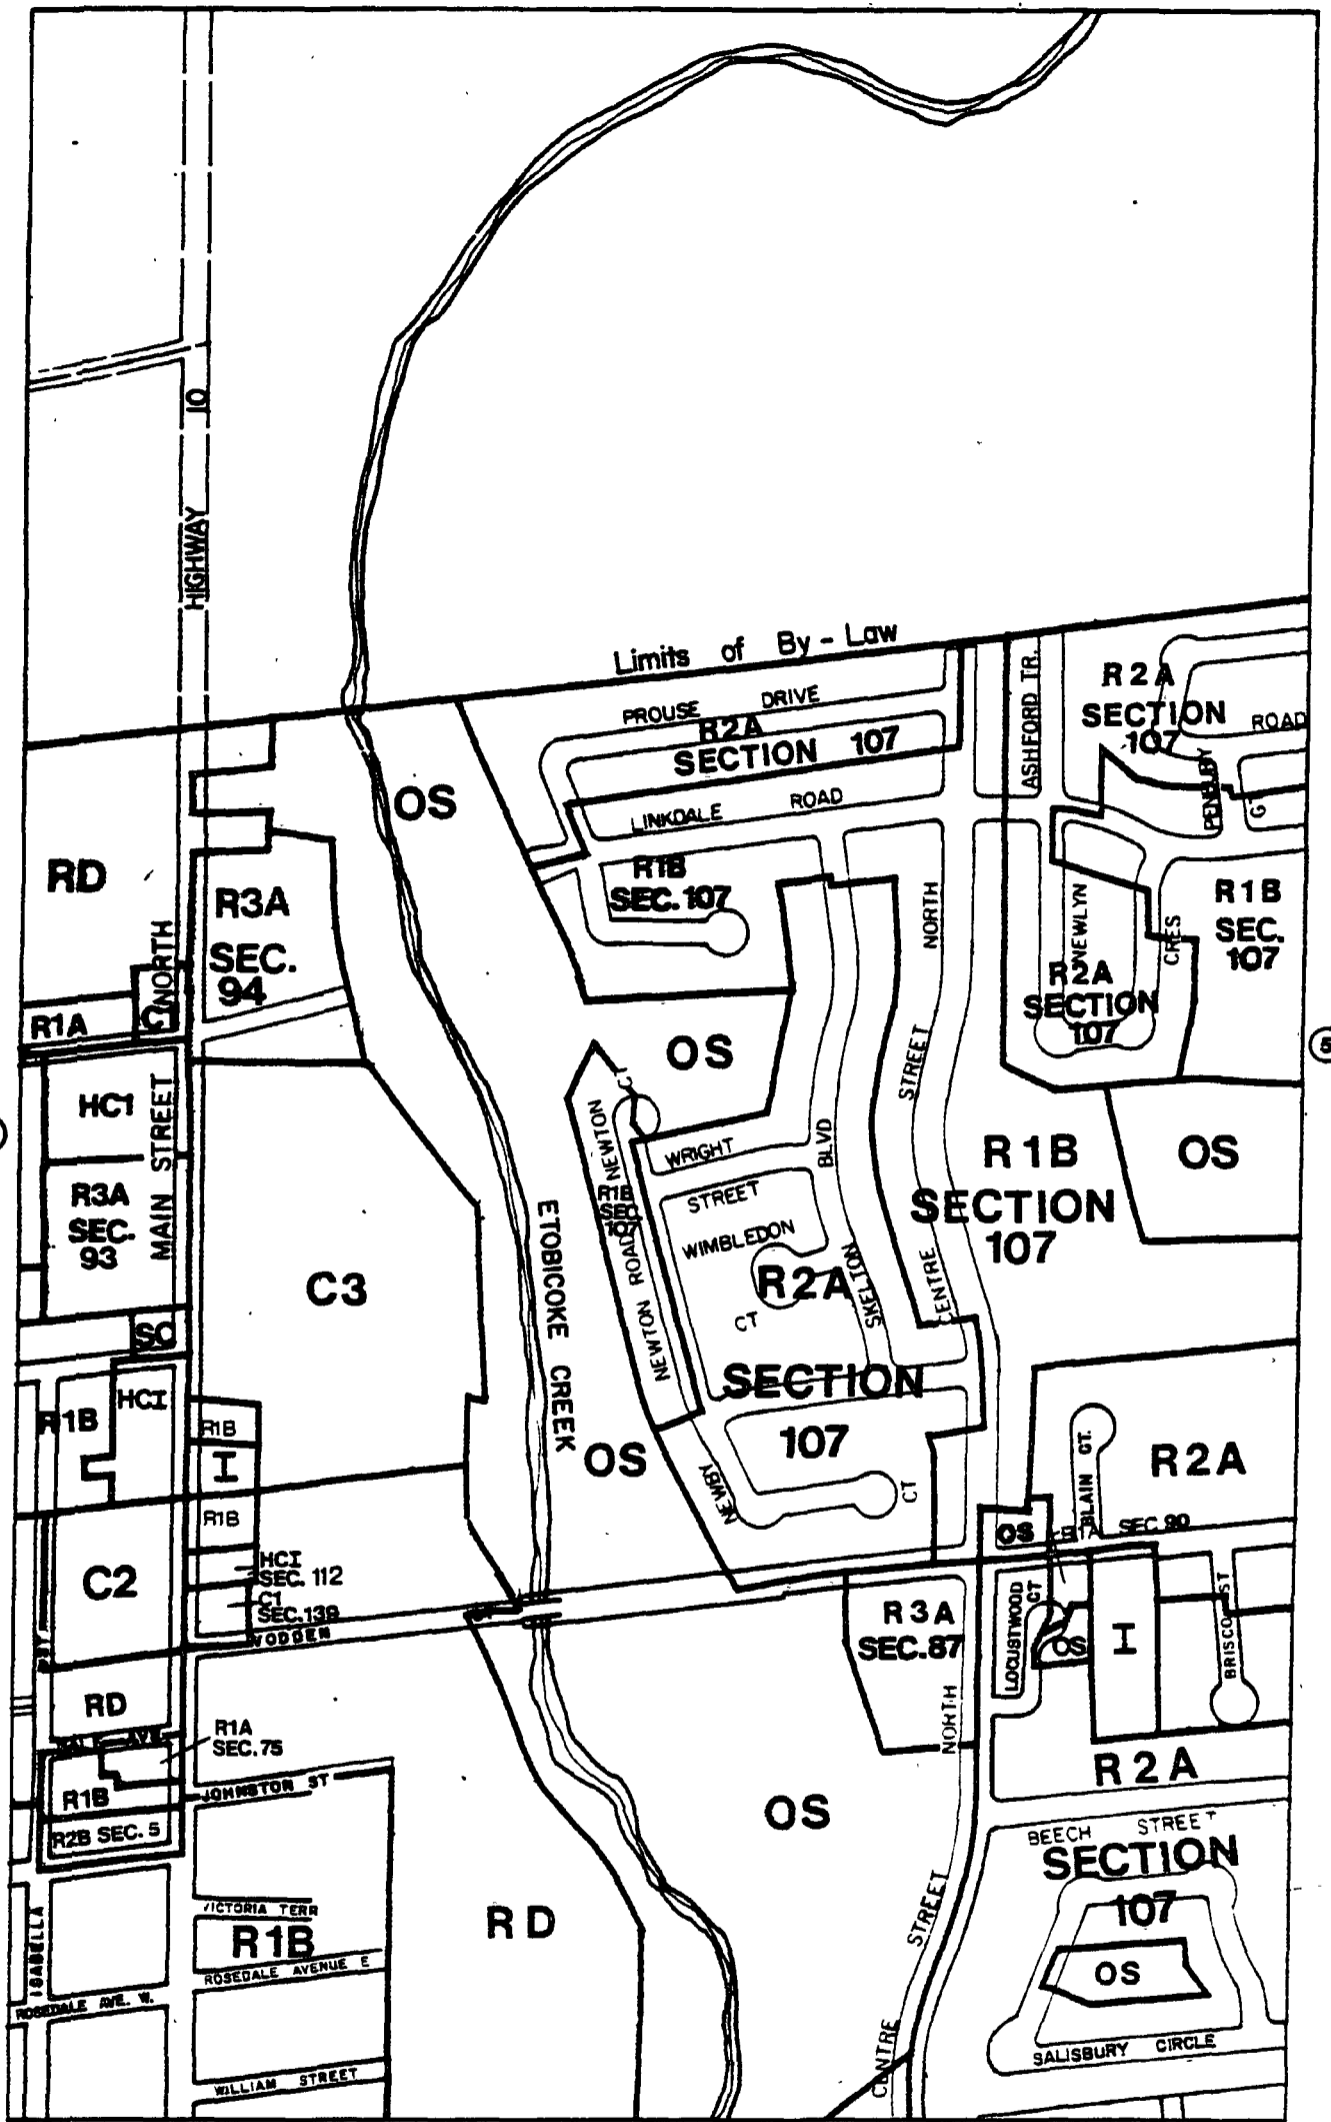 HIGHWAY 10
Limits of By - Law
PROUSE DRIVE
R2A
SECTION 107
ASHFORD TR.
R2A
SECTION
107
ROAD
PENBURY
CT
OS
LINKDALE ROAD
RD
R3A
SEC.
94
R1B
SEC. 107
NORTH
NEWLYN
CRES
R1B
SEC.
107
R2A
SECTION
107
NORTH
R1A
OS
STREET
5
HC1
MAIN STREET
NEWTON CT
WRIGHT
STREET
BLVD
R1B
SECTION
107
OS
R3A
SEC.
93
R1B
SEC
107
NEWTON ROAD
WIMBLEDON
CT
SKELTON
CENTRE
C3
ETOBICOKE CREEK
R2A
SECTION
107
SC
R1B
HC1
R1B
I
R1B
OS
NEWBY
CT
BLAIN CT.
R2A
OS
SEC 90
C2
HC1
SEC. 112
C1
SEC.139
VODDEN
R3A
SEC.87
LOCUSTWOOD
CT
OS
I
BRISCO ST
RD
AVE
R1A
SEC. 75
NORTH
R1B
JOHNSTON ST
R2B SEC. 5
R2A
OS
BEECH STREET
SECTION
107
ISABELLA
VICTORIA TERR
R1B
ROSEDALE AVENUE E
RD
STREET
OS
ROSEDALE AVE. W.
CENTRE
SALISBURY CIRCLE
WILLIAM STREET